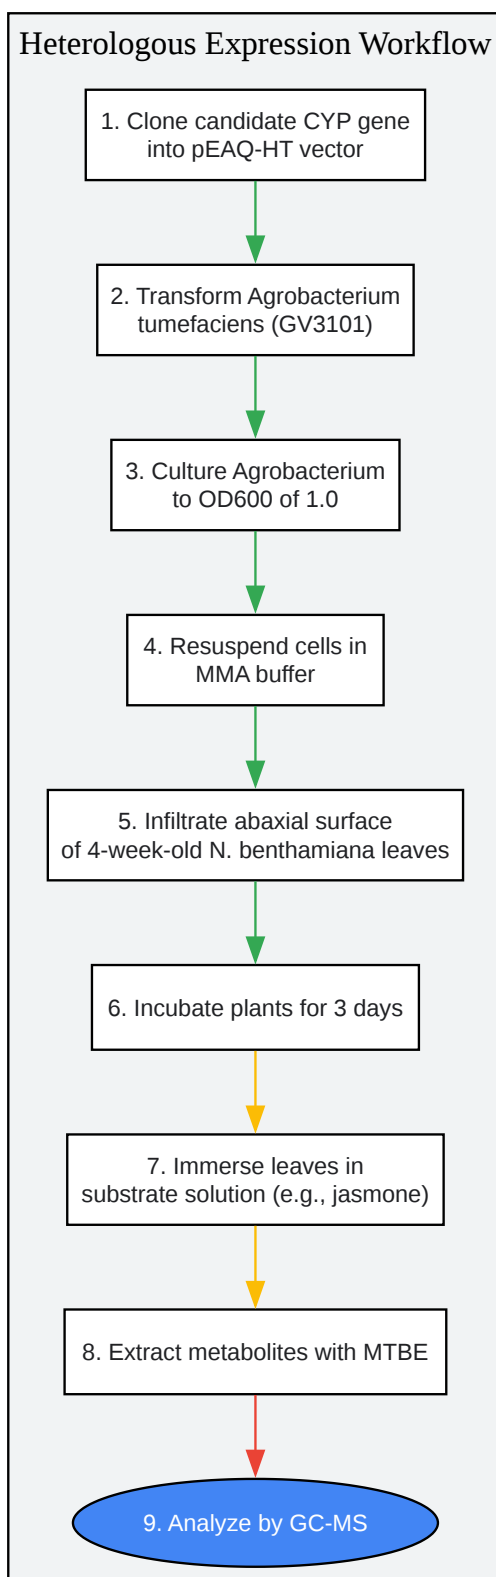 Heterologous Expression Workflow
1. Clone candidate CYP gene
into pEAQ-HT vector
2. Transform Agrobacterium
tumefaciens (GV3101)
3. Culture Agrobacterium
to OD600 of 1.0
4. Resuspend cells in
MMA buffer
5. Infiltrate abaxial surface
of 4-week-old N. benthamiana leaves
6. Incubate plants for 3 days
7. Immerse leaves in
substrate solution (e.g., jasmone)
8. Extract metabolites with MTBE
9. Analyze by GC-MS